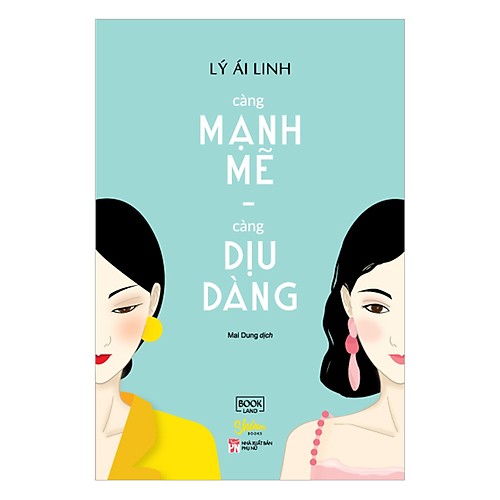 LÝ ÁI LINH
càng
MẠNH
MẼ
-
càng
DỊU
DÀNG
Mai Dung dịch
BOOK
LAND
BOOKS
NHÀ XUẤT BẢN
PHỤ NỮ